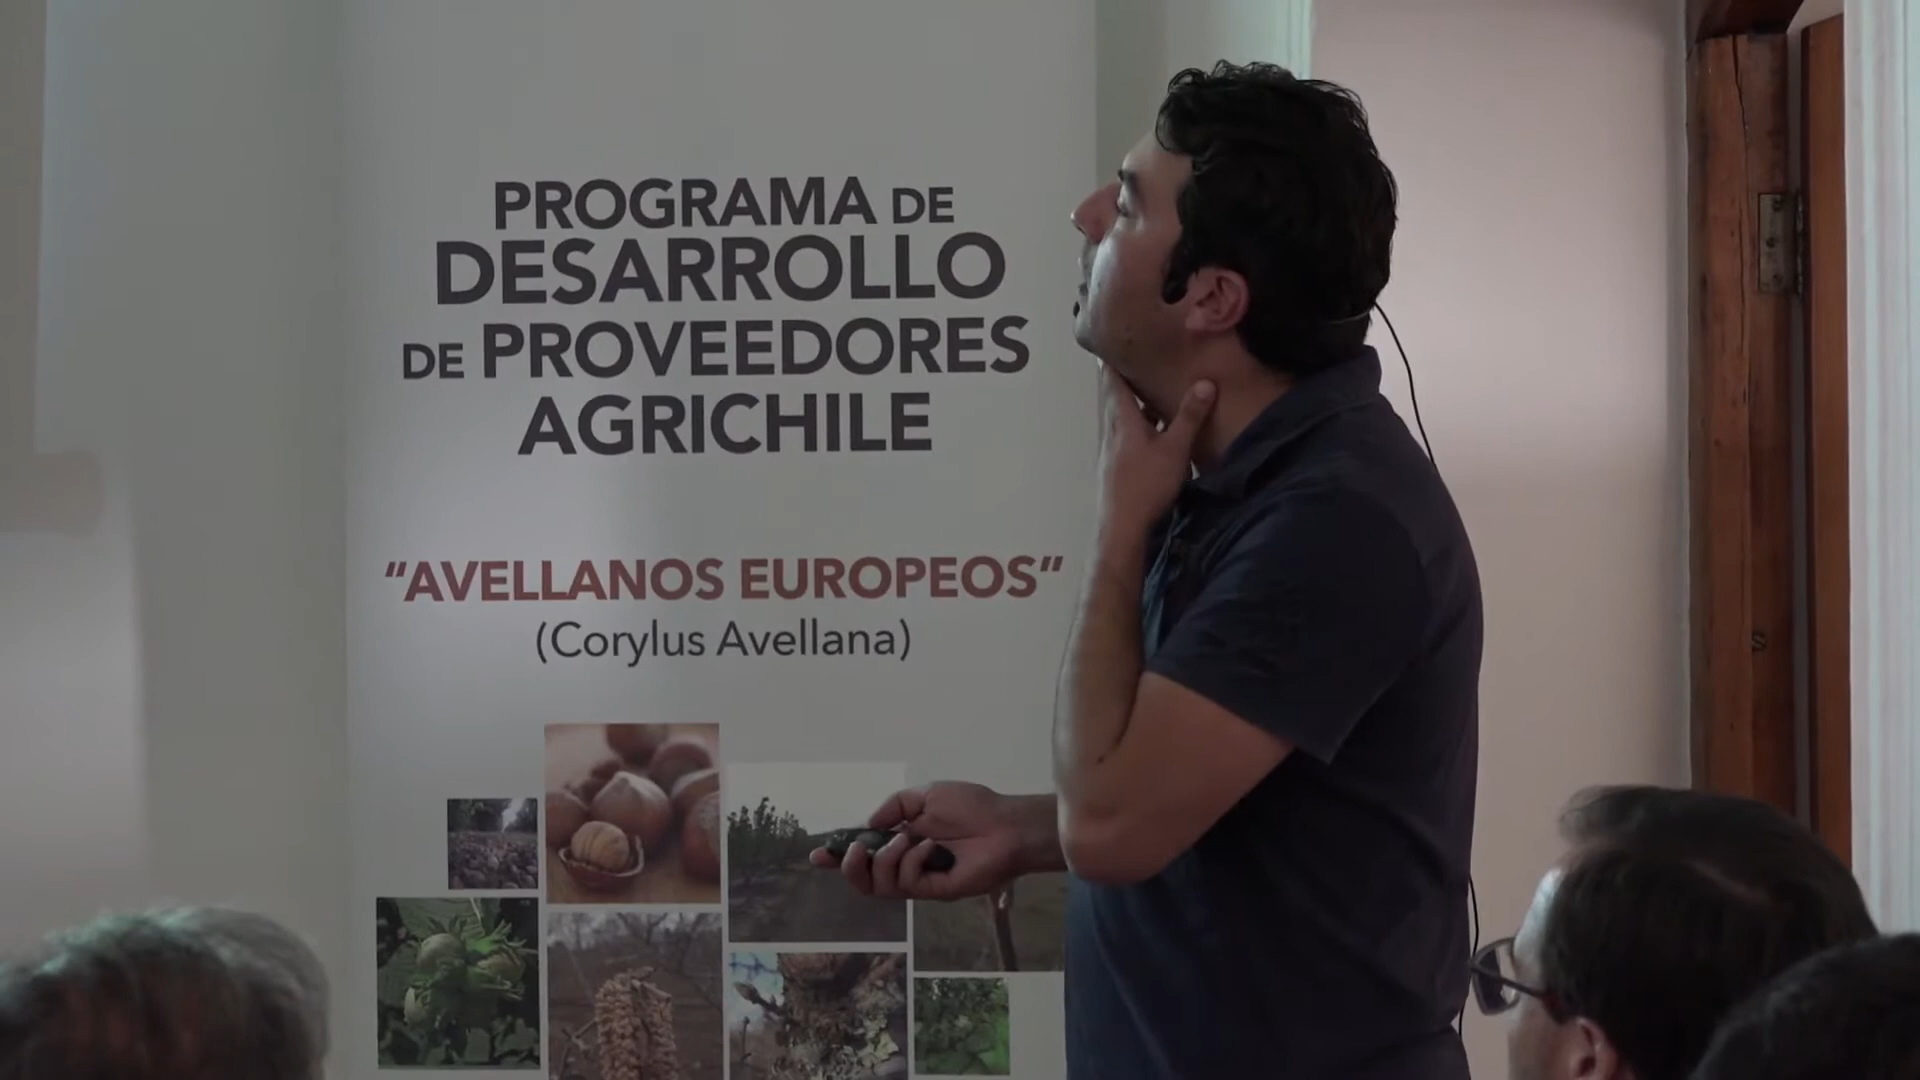 PROGRAMA DE
DESARROLLO
DE PROVEEDORES
AGRICHILE
“AVELLANOS EUROPEOS”
(Corylus Avellana)